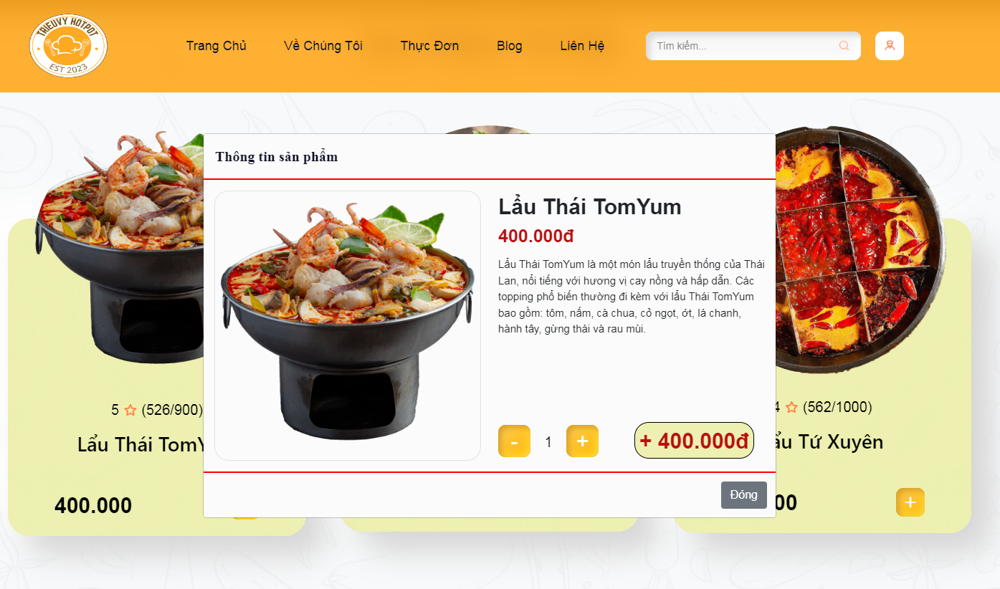 TRIEUVY HOTPOT
EST 2023
Trang Chủ
Về Chúng Tôi
Thực Đơn
Blog
Liên Hệ
Tìm kiếm...
Thông tin sản phẩm
Lẩu Thái TomYum
400.000đ
Lẩu Thái TomYum là một món lẩu truyền thống của Thái
Lan, nổi tiếng với hương vị cay nồng và hấp dẫn. Các
topping phổ biến thường đi kèm với lẩu Thái TomYum
bao gồm: tôm, nấm, cà chua, cỏ ngọt, ớt, lá chanh,
hành tây, gừng thái và rau mùi.
- 1 +
+ 400.000đ
Đóng
5 (526/900)
Lẩu Thái TomY
400.000
4 (562/1000)
ẩu Tứ Xuyên
00
+